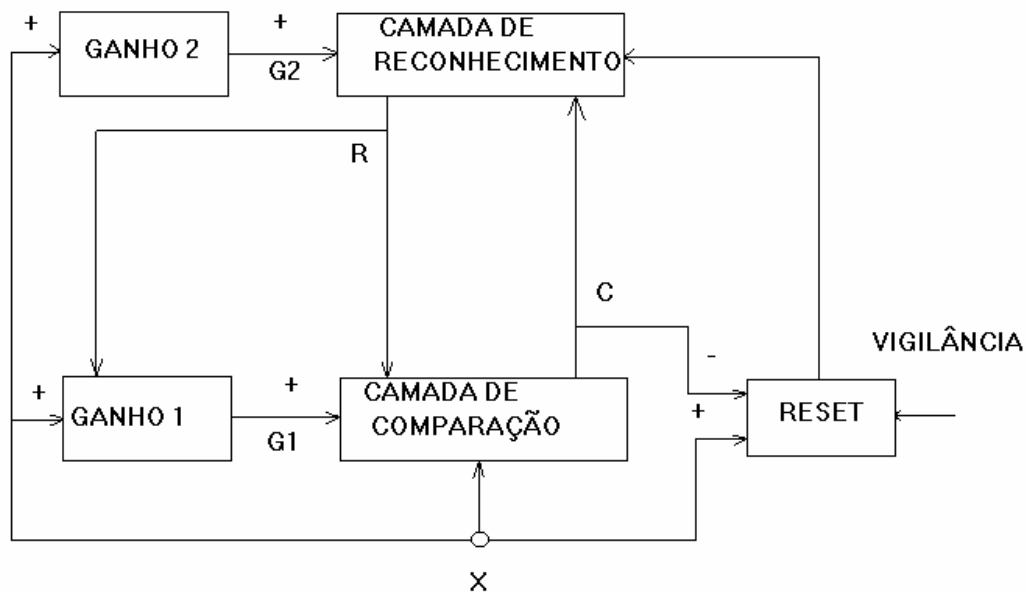 +
GANHO 2
+
G2
CAMADA DE
RECONHECIMENTO
R
C
VIGILÂNCIA
+
GANHO 1
+
G1
CAMADA DE
COMPARAÇÃO
-
+
RESET
X